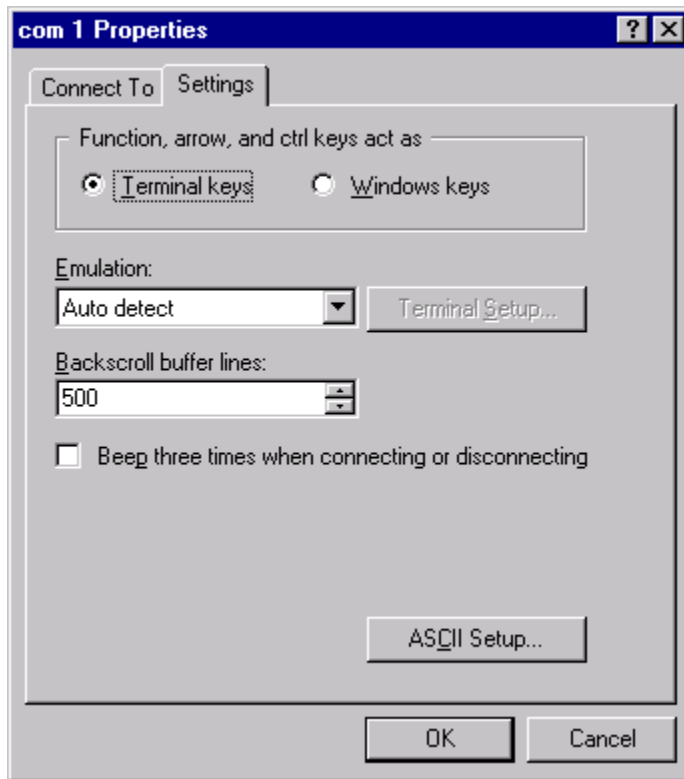 com 1 Properties
Connect To Settings
Function, arrow, and ctrl keys act as
Terminal keys Windows keys
Emulation:
Auto detect Terminal Setup...
Backscroll buffer lines:
500
Beep three times when connecting or disconnecting
ASCII Setup...
OK Cancel